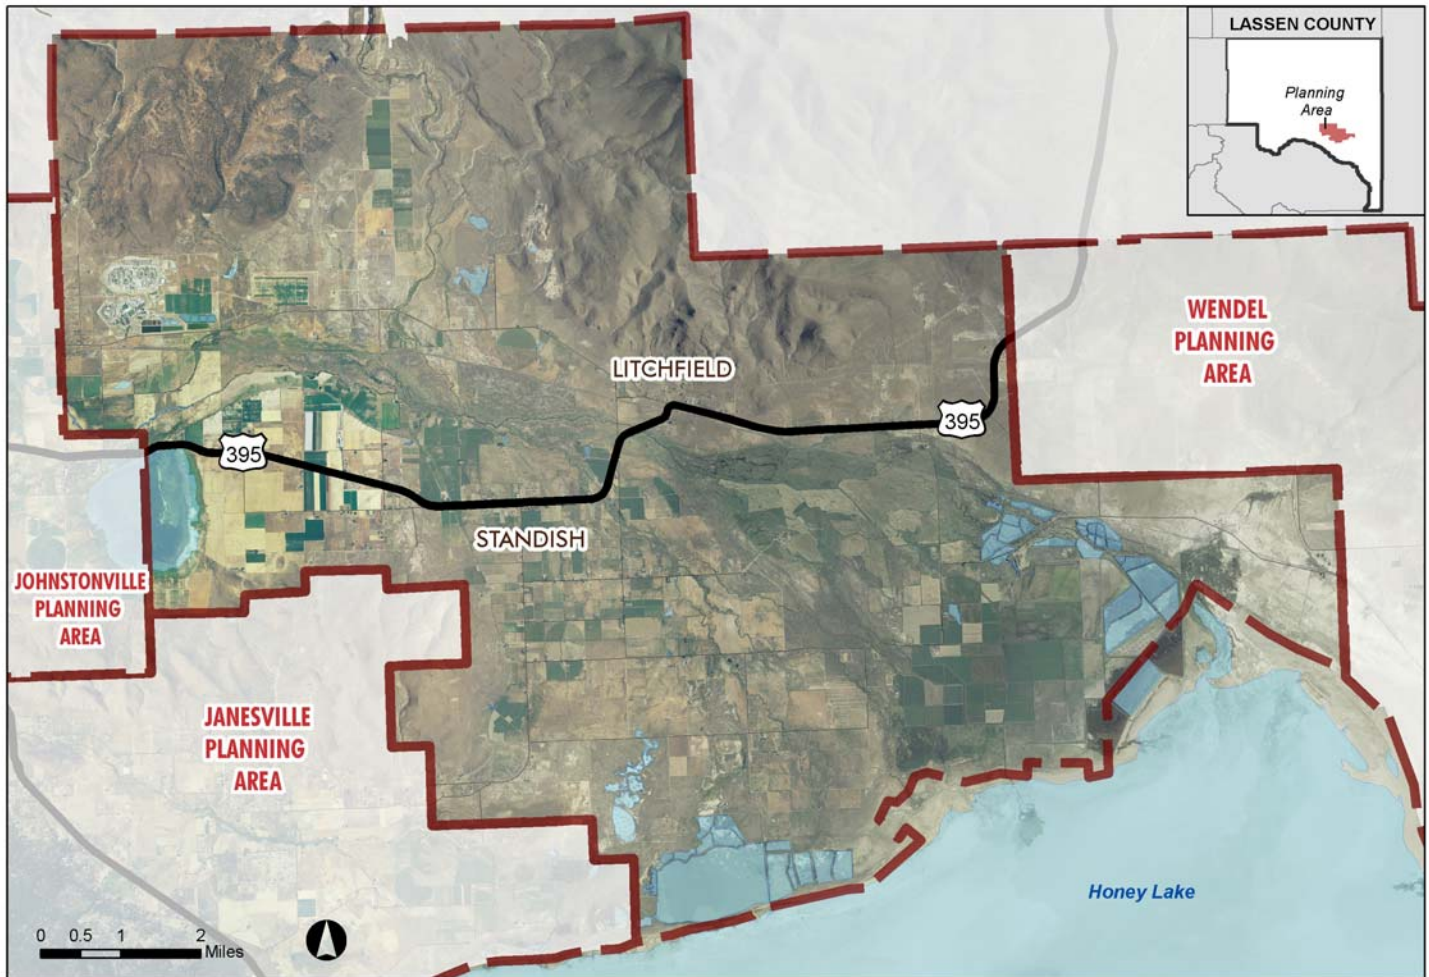 LASSEN COUNTY
Planning
Area
WENDEL
PLANNING
AREA
LITCHFIELD
395
395
STANDISH
JOHNSTONVILLE
PLANNING
AREA
JANESVILLE
PLANNING
AREA
Honey Lake
0 0.5 1 2
Miles